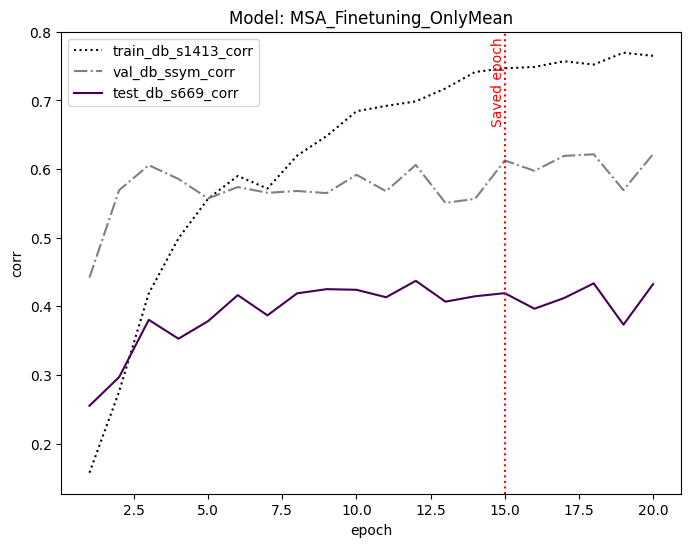 Model: MSA_Finetuning_OnlyMean
train_db_s1413_corr
val_db_ssym_corr
test_db_s669_corr
Saved epoch
corr
0.8
0.7
0.6
0.5
0.4
0.3
0.2
2.5 5.0 7.5 10.0 12.5 15.0 17.5 20.0
epoch